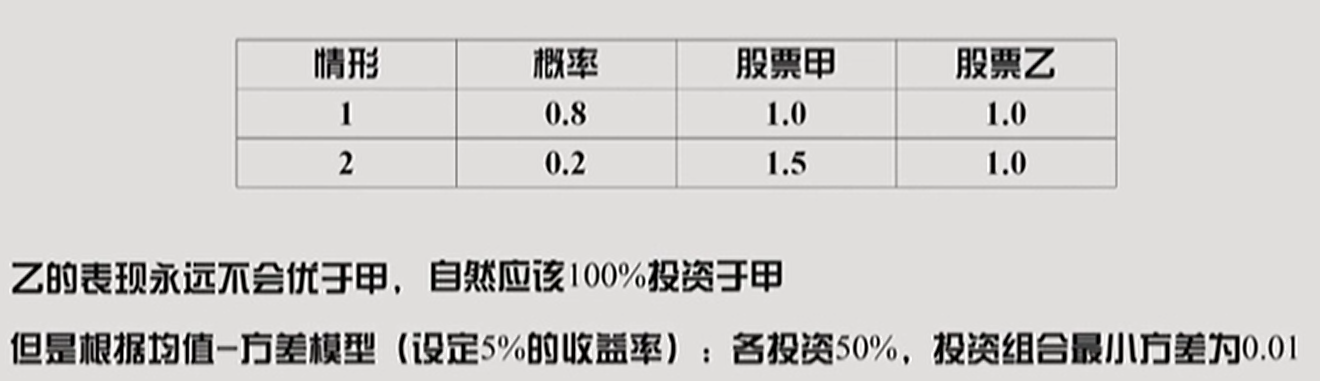 情形 概率 股票甲 股票乙
1 0.8 1.0 1.0
2 0.2 1.5 1.0
乙的表现永远不会优于甲，自然应该100%投资于甲
但是根据均值-方差模型（设定5%的收益率）：各投资50%，投资组合最小方差为0.01